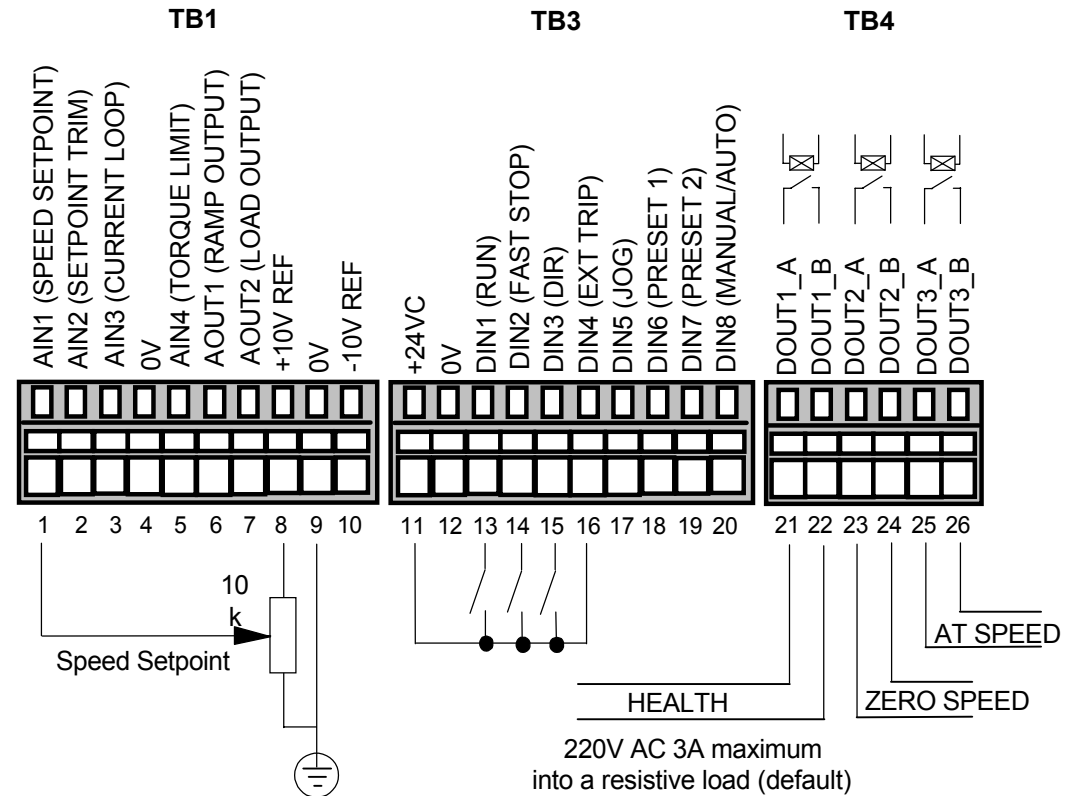 TB1
TB3
TB4
AIN1 (SPEED SETPOINT)
AIN2 (SETPOINT TRIM)
AIN3 (CURRENT LOOP)
0V
AIN4 (TORQUE LIMIT)
AOUT1 (RAMP OUTPUT)
AOUT2 (LOAD OUTPUT)
+10V REF
0V
-10V REF
+24VC
0V
DIN1 (RUN)
DIN2 (FAST STOP)
DIN3 (DIR)
DIN4 (EXT TRIP)
DIN5 (JOG)
DIN6 (PRESET 1)
DIN7 (PRESET 2)
DIN8 (MANUAL/AUTO)
DOUT1_A
DOUT1_B
DOUT2_A
DOUT2_B
DOUT3_A
DOUT3_B
1 2 3 4 5 6 7 8 9 10
11 12 13 14 15 16 17 18 19 20
21 22 23 24 25 26
10
k
Speed Setpoint
AT SPEED
HEALTH
ZERO SPEED
220V AC 3A maximum
into a resistive load (default)